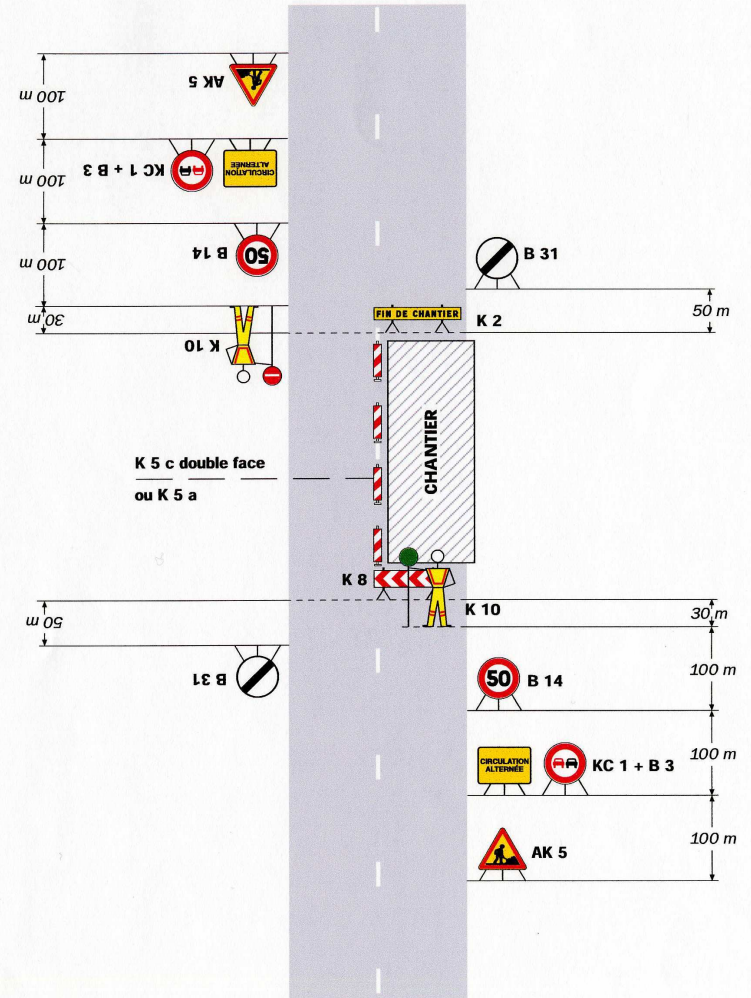 AK 5
100 m
KC 1 + B 3
CIRCULATION
ALTERNÉE
100 m
B 14
50
100 m
B 31
30 m
FIN DE CHANTIER
K 2
50 m
K 10
CHANTIER
K 5 c double face
ou K 5 a
K 8
K 10
50 m
30 m
B 31
50
B 14
100 m
CIRCULATION
ALTERNÉE
KC 1 + B 3
100 m
AK 5
100 m